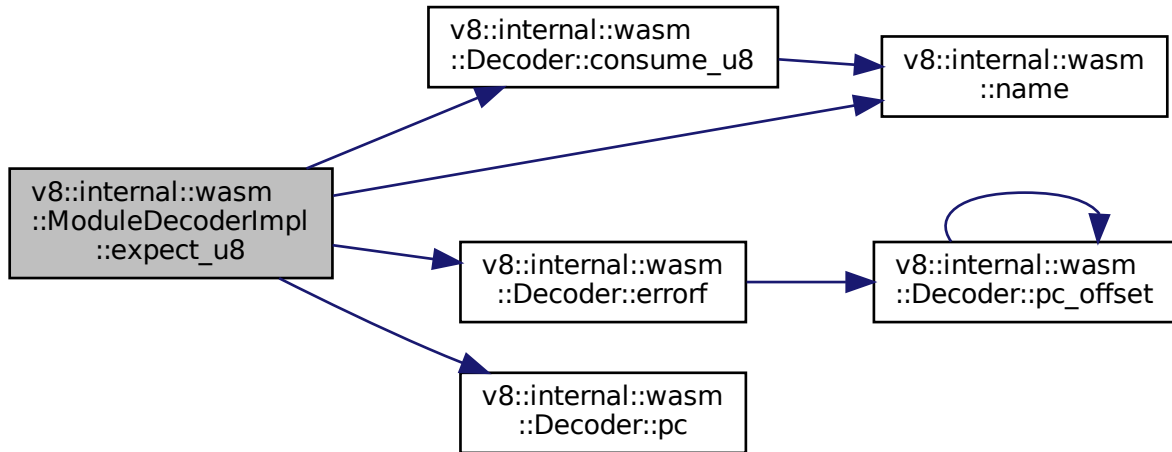 v8::internal::wasm
::ModuleDecoderImpl
::expect_u8
v8::internal::wasm
::Decoder::consume_u8
v8::internal::wasm
::name
v8::internal::wasm
::Decoder::errorf
v8::internal::wasm
::Decoder::pc_offset
v8::internal::wasm
::Decoder::pc